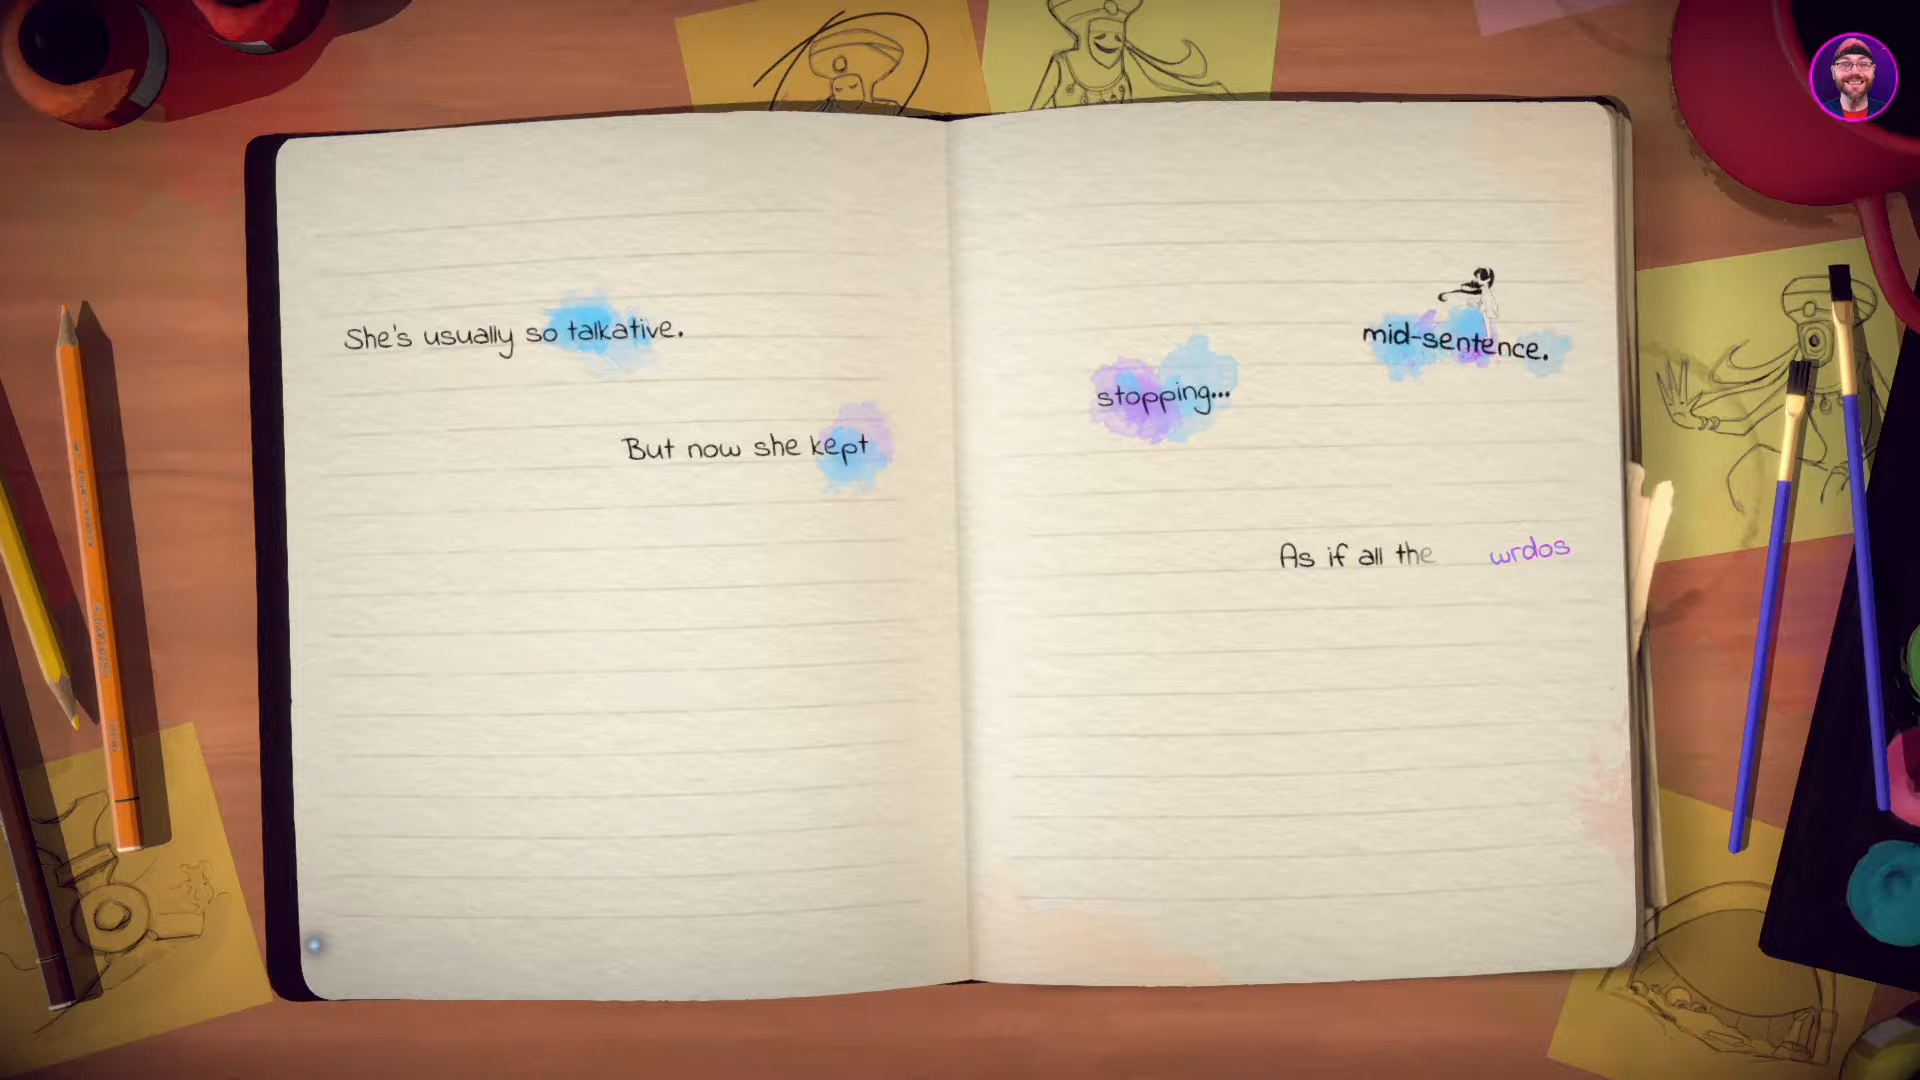 She's usually so talkative.
But now she kept
stopping...
mid-sentence.
As if all the wrdos